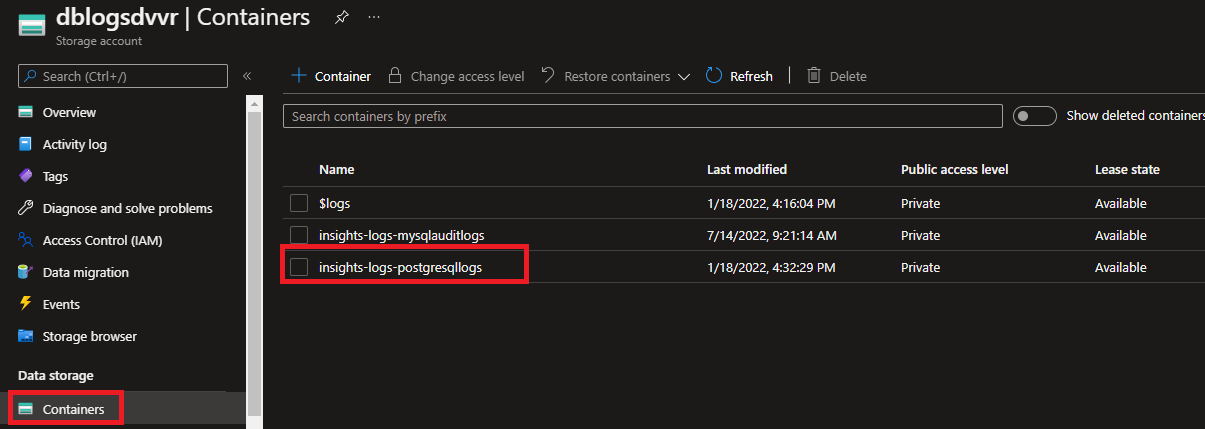 dblogsdvvr | Containers
Storage account
Search (Ctrl+/)
Overview
Activity log
Tags
Diagnose and solve problems
Access Control (IAM)
Data migration
Events
Storage browser
Data storage
Containers
+ Container Change access level Restore containers Refresh Delete
Search containers by prefix Show deleted containers
Name Last modified Public access level Lease state
$logs 1/18/2022, 4:16:04 PM Private Available
insights-logs-mysqlauditlogs 7/14/2022, 9:21:14 AM Private Available
insights-logs-postgresqllogs 1/18/2022, 4:32:29 PM Private Available